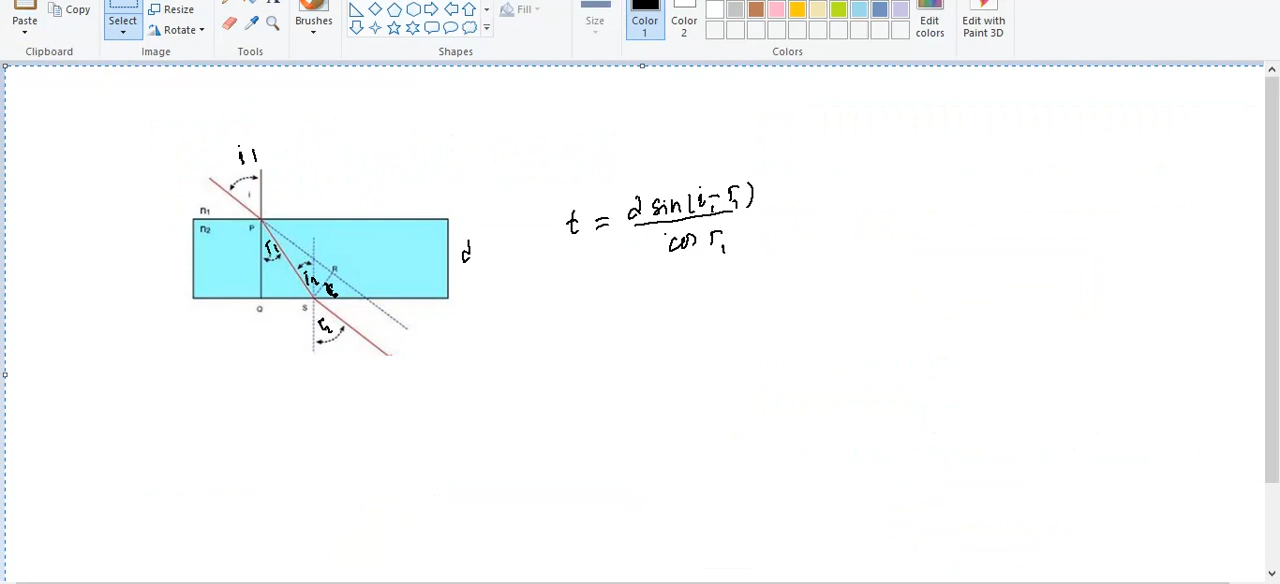 Paste
Copy
Clipboard
Select
Resize
Rotate
Image
A
Tools
Brushes
Fill
Shapes
Size
Color 1
Color 2
Edit colors
Colors
Edit with Paint 3D
i1
i
n1
n2
P
r1
d
R
i2
Q
S
r2
t = d sin(i1 - r1)
cos r1